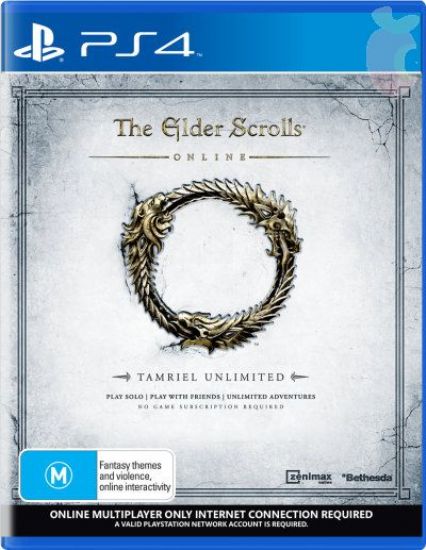 PS4
The Elder Scrolls
ONLINE
TAMRIEL UNLIMITED
PLAY SOLO | PLAY WITH FRIENDS | UNLIMITED ADVENTURES
NO GAME SUBSCRIPTION REQUIRED
M
Fantasy themes
and violence,
online interactivity
zenimax
Bethesda
ONLINE MULTIPLAYER ONLY INTERNET CONNECTION REQUIRED
A VALID PLAYSTATION NETWORK ACCOUNT IS REQUIRED.